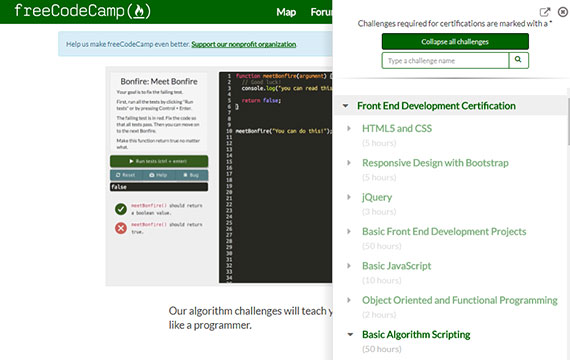 freeCodeCamp
Map
Forum
Help us make freeCodeCamp even better. Support our nonprofit organization.
Bonfire: Meet Bonfire
Your goal is to fix the failing test.
First, run all the tests by clicking "Run
tests" or by pressing Control + Enter.
The failing test is in red. Fix the code so
that all tests pass. Then you can move on
to the next Bonfire.
Make this function return true no matter
what.
Run tests (ctrl + enter)
Reset
Help
Bug
false
meetBonfire() should return
a boolean value.
meetBonfire() should return
true.
1 function meetBonfire(argument) {
2 // Good luck!
3 console.log("you can read this
5 return false;
6 }
10 meetBonfire("You can do this!");
Our algorithm challenges will teach
like a programmer.
Challenges required for certifications are marked with a *
Collapse all challenges
Type a challenge name
Front End Development Certification
HTML5 and CSS
(5 hours)
Responsive Design with Bootstrap
(5 hours)
jQuery
(3 hours)
Basic Front End Development Projects
(50 hours)
Basic JavaScript
(10 hours)
Object Oriented and Functional Programming
(2 hours)
Basic Algorithm Scripting
(50 hours)